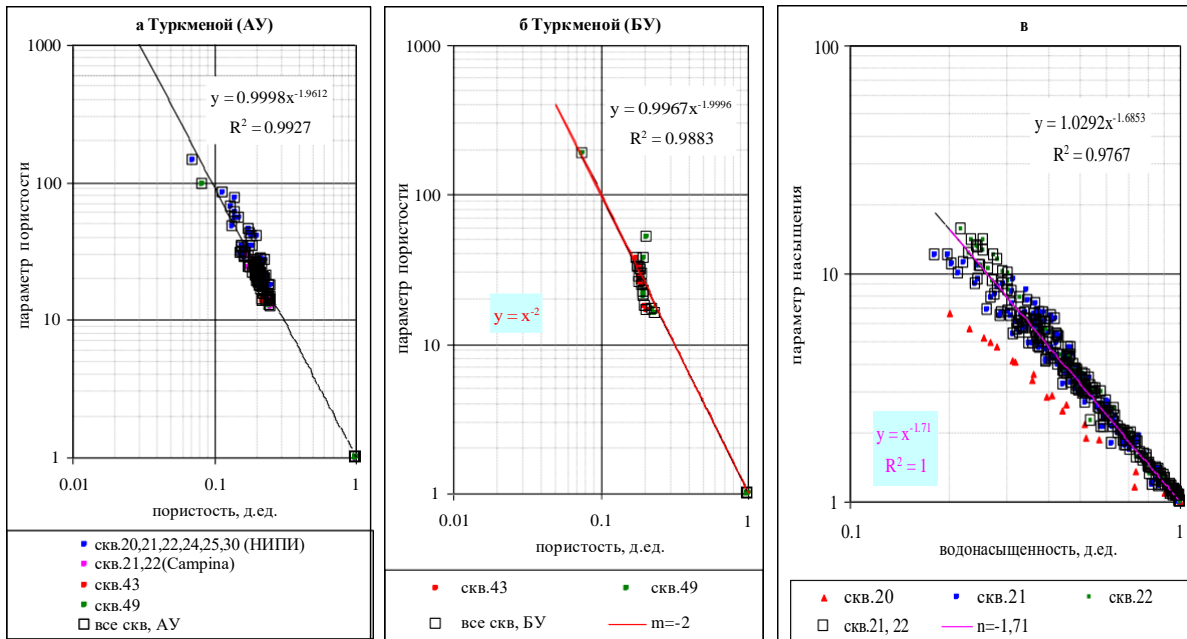 а Туркменой (АУ)
1000
100
10
1
y = 0.9998x^-1.9612
R² = 0.9927
параметр пористости
0.01
0.1
1
пористость, д.ед.
скв.20,21,22,24,25,30 (НИПИ)
скв.21,22(Campina)
скв.43
скв.49
все скв, АУ
б Туркменой (БУ)
1000
100
10
1
y = 0.9967x^-1.9996
R² = 0.9883
y = x^-2
параметр пористости
0.01
0.1
1
пористость, д.ед.
скв.43
скв.49
все скв, БУ
m=-2
в
100
10
1
y = 1.0292x^-1.6853
R² = 0.9767
y = x^-1.71
R² = 1
параметр насыщения
0.1
1
водонасыщенность, д.ед.
скв.20
скв.21
скв.22
скв.21, 22
n=-1,71